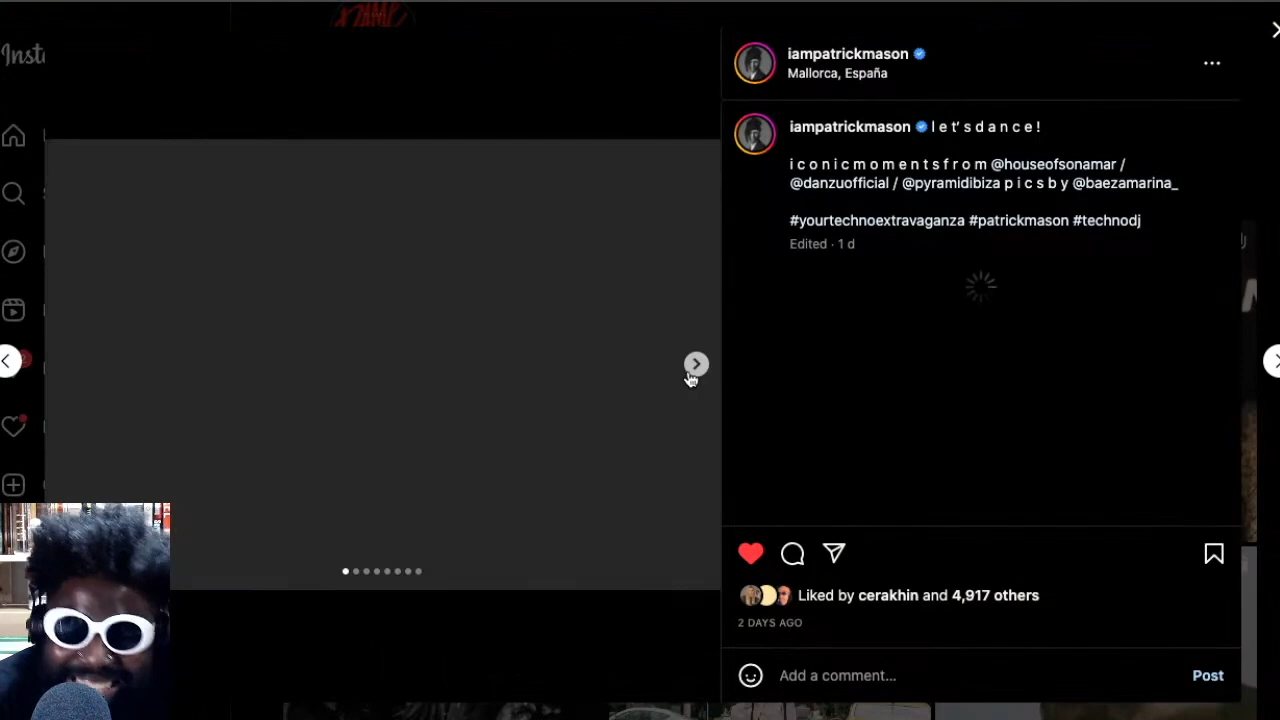 iampatrickmason
Mallorca, España
iampatrickmason l e t' s d a n c e !
i c o n i c m o m e n t s f r o m @houseofsonamar /
@danzuofficial / @pyramidibiza p i c s b y @baezamarina_
#yourtechnoextravaganza #patrickmason #technodj
Edited · 1 d
Liked by cerakhin and 4,917 others
2 DAYS AGO
Add a comment...
Post